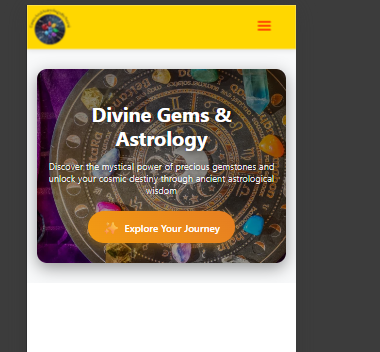 Divine Gems &
Astrology
Discover the mystical power of precious gemstones and
unlock your cosmic destiny through ancient astrological
wisdom
✨ Explore Your Journey